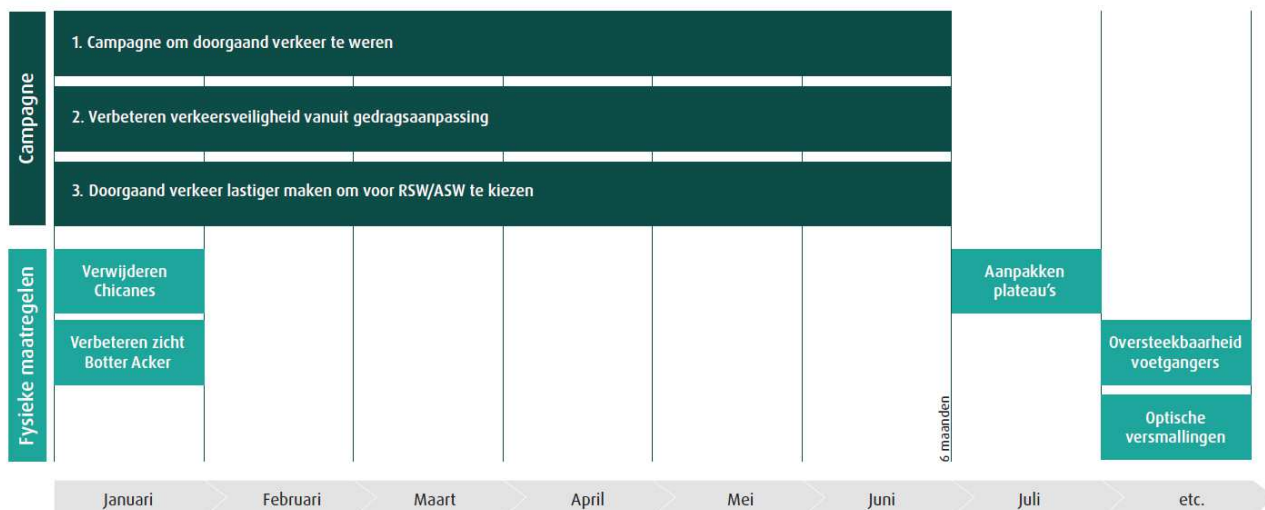 Campagne
1. Campagne om doorgaand verkeer te weren
2. Verbeteren verkeersveiligheid vanuit gedragsaanpassing
3. Doorgaand verkeer lastiger maken om voor RSW/ASW te kiezen
Fysieke maatregelen
Verwijderen
Chicanes
Aanpakken
plateau's
Verbeteren zicht
Botter Acker
Oversteekbaarheid
voetgangers
Optische
versmallingen
6 maanden
Januari
Februari
Maart
April
Mei
Juni
Juli
etc.